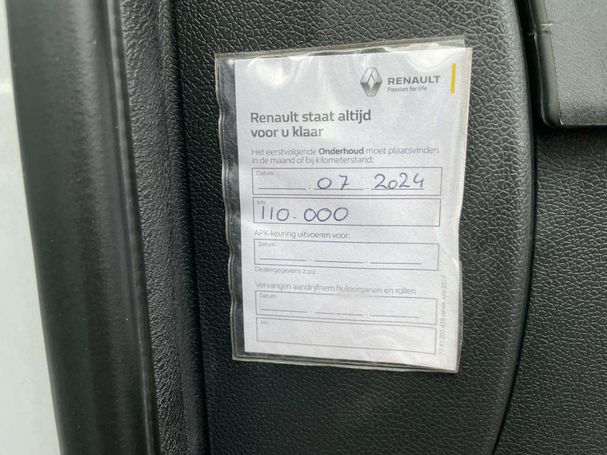 RENAULT
Passion for life
Renault staat altijd
voor u klaar
Het eerstvolgende Onderhoud moet plaatsvinden
in de maand of bij kilometerstand:
Datum
07 2024
km
110.000
APK-keuring uitvoeren voor:
Datum
Dealergegevens z.o.z.
Vervangen aandrijfriem hulporganen en rollen
Datum
km